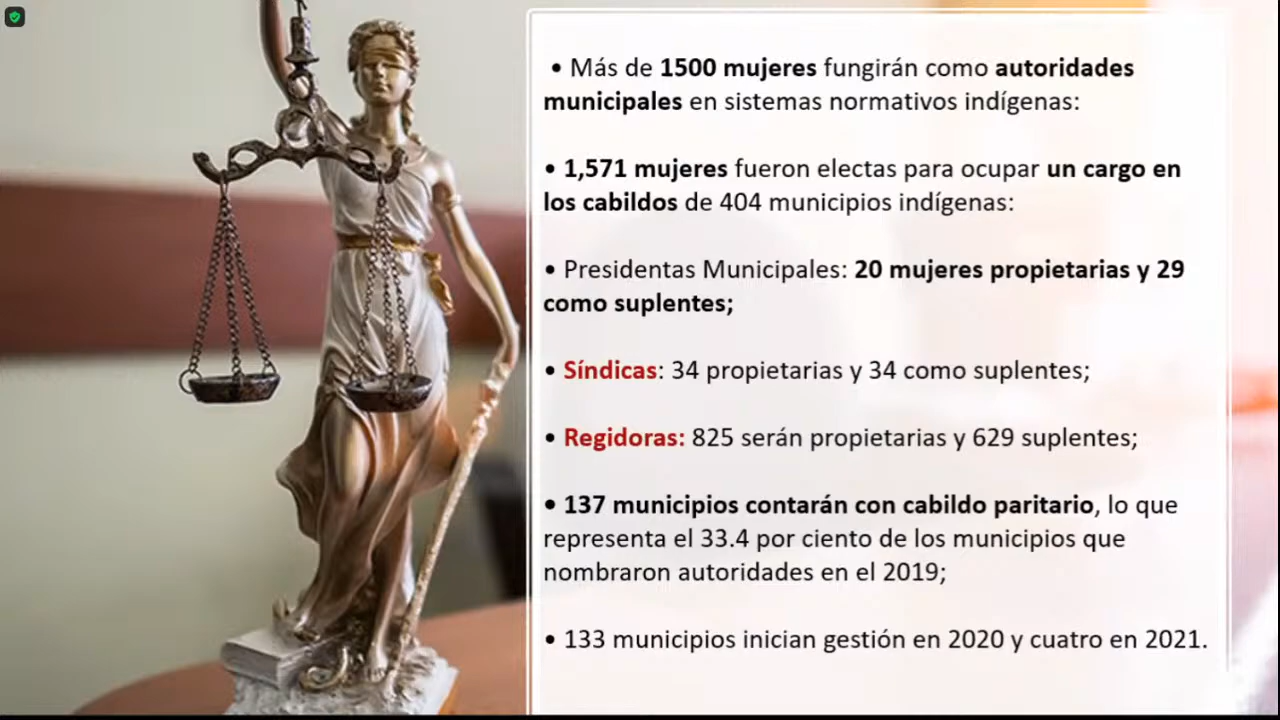 • Más de 1500 mujeres fungirán como autoridades
municipales en sistemas normativos indígenas:
• 1,571 mujeres fueron electas para ocupar un cargo en
los cabildos de 404 municipios indígenas:
• Presidentas Municipales: 20 mujeres propietarias y 29
como suplentes;
• Síndicas: 34 propietarias y 34 como suplentes;
• Regidoras: 825 serán propietarias y 629 suplentes;
• 137 municipios contarán con cabildo paritario, lo que
representa el 33.4 por ciento de los municipios que
nombraron autoridades en el 2019;
• 133 municipios inician gestión en 2020 y cuatro en 2021.